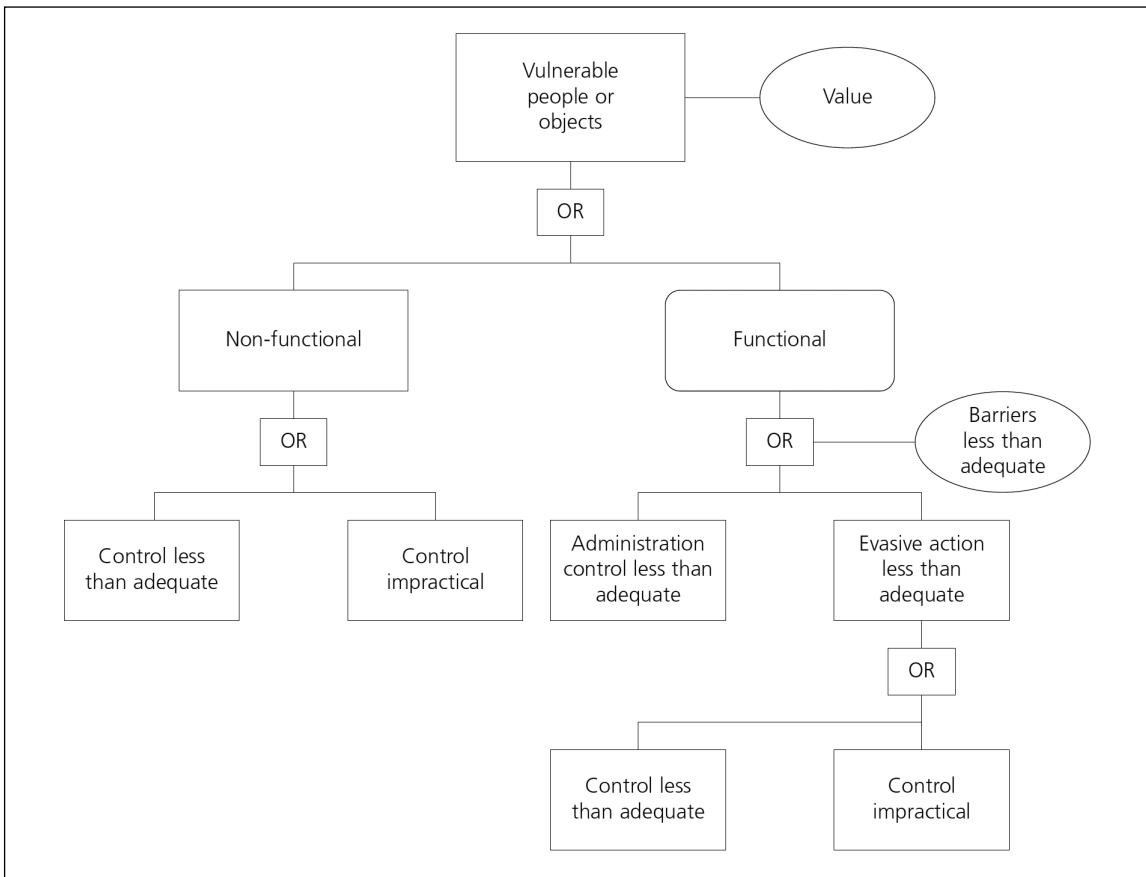 Vulnerable
people or
objects
Value
OR
Non-functional
Functional
OR
OR
Barriers
less than
adequate
Control less
than adequate
Control
impractical
Administration
control less than
adequate
Evasive action
less than
adequate
OR
Control less
than adequate
Control
impractical